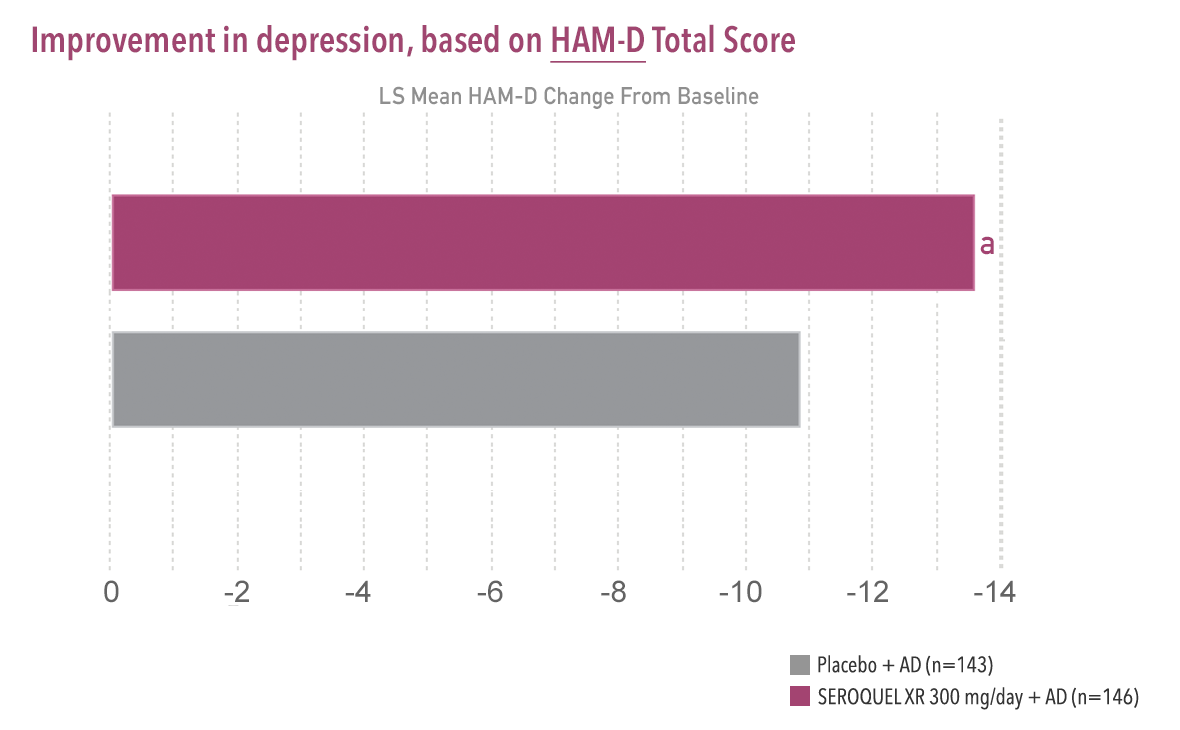 Improvement in depression, based on HAM-D Total Score
LS Mean HAM-D Change From Baseline
a
0 -2 -4 -6 -8 -10 -12 -14
Placebo + AD (n=143)
SEROQUEL XR 300 mg/day + AD (n=146)